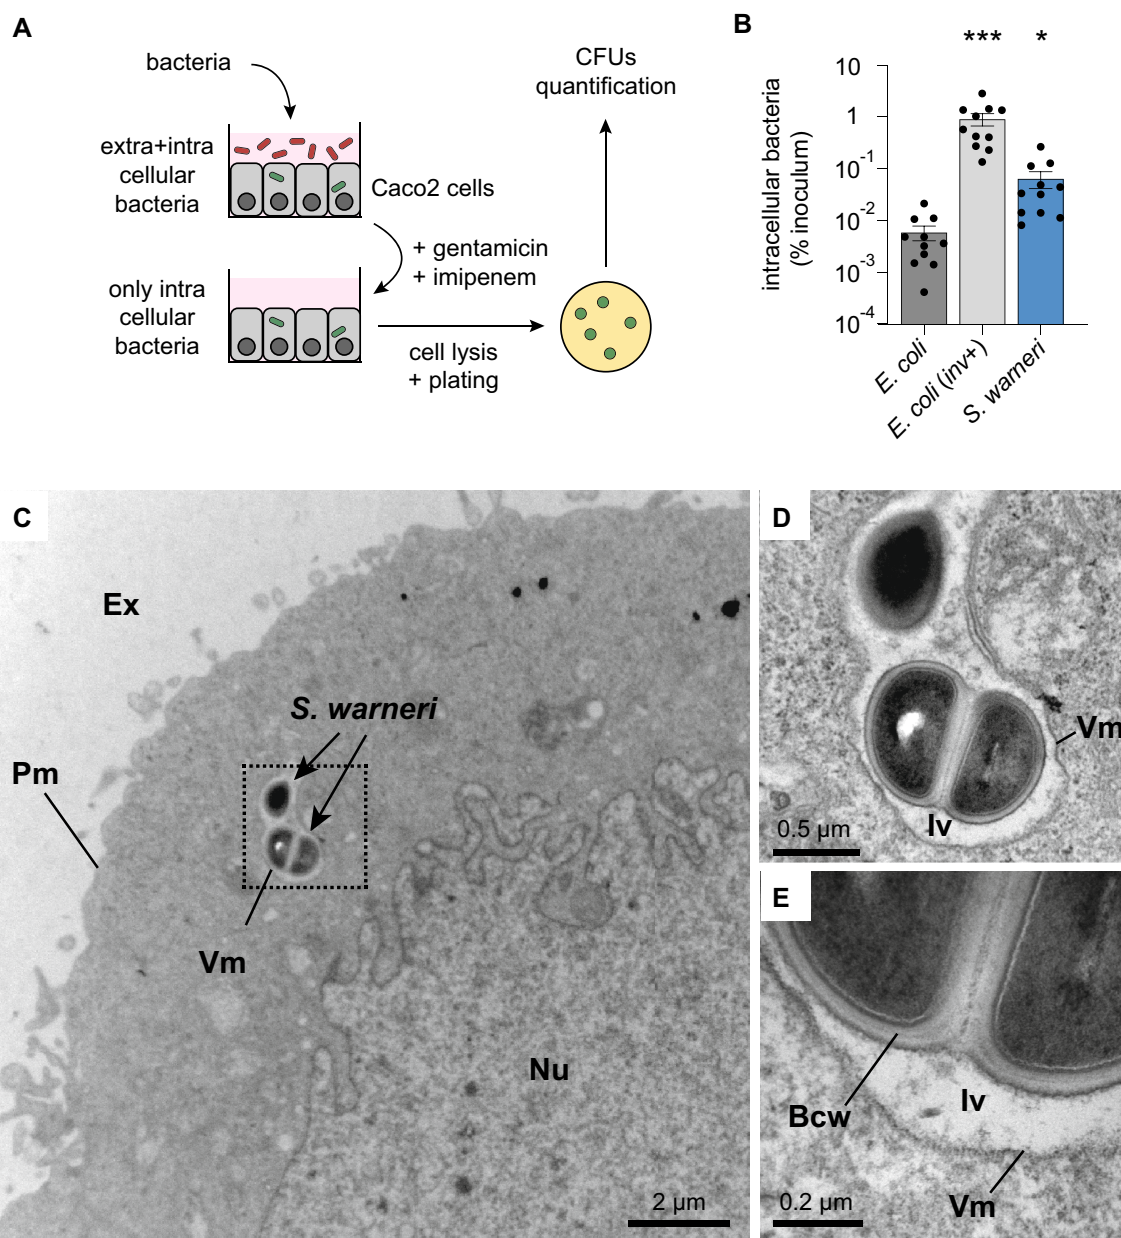 A
bacteria
extra+intra
cellular
bacteria
Caco2 cells
+ gentamicin
+ imipenem
only intra
cellular
bacteria
cell lysis
+ plating
CFUs
quantification
B
*** *
intracellular bacteria
(% inoculum)
10
1
10-1
10-2
10-3
10-4
E. coli
E. coli (inv+)
S. warneri
C
Ex
S. warneri
Pm
Vm
Nu
2 µm
D
Vm
Iv
0.5 µm
E
Bcw
Iv
Vm
0.2 µm